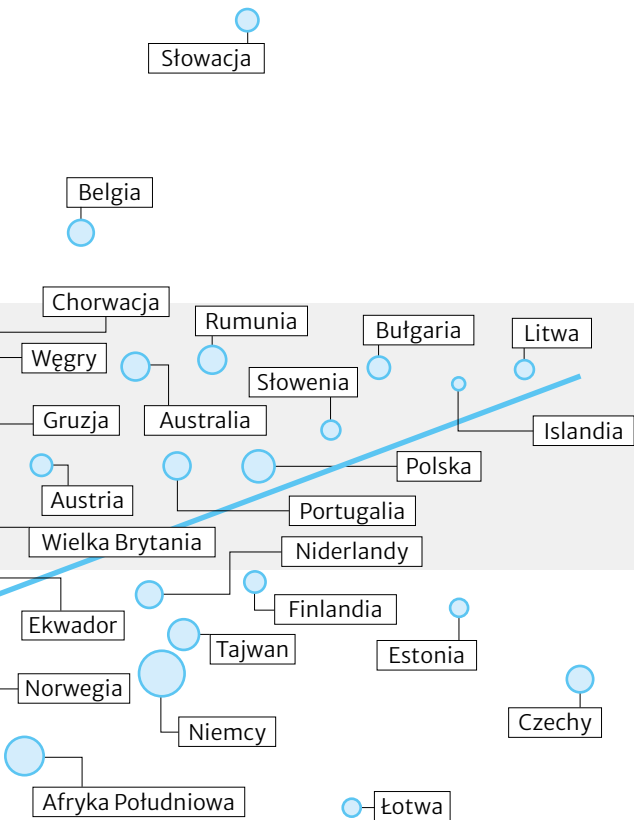 Słowacja
Belgia
Chorwacja
Rumunia
Bułgaria
Litwa
Węgry
Słowenia
Gruzja
Australia
Islandia
Polska
Austria
Portugalia
Wielka Brytania
Niderlandy
Finlandia
Ekwador
Tajwan
Estonia
Norwegia
Czechy
Niemcy
Afryka Południowa
Łotwa